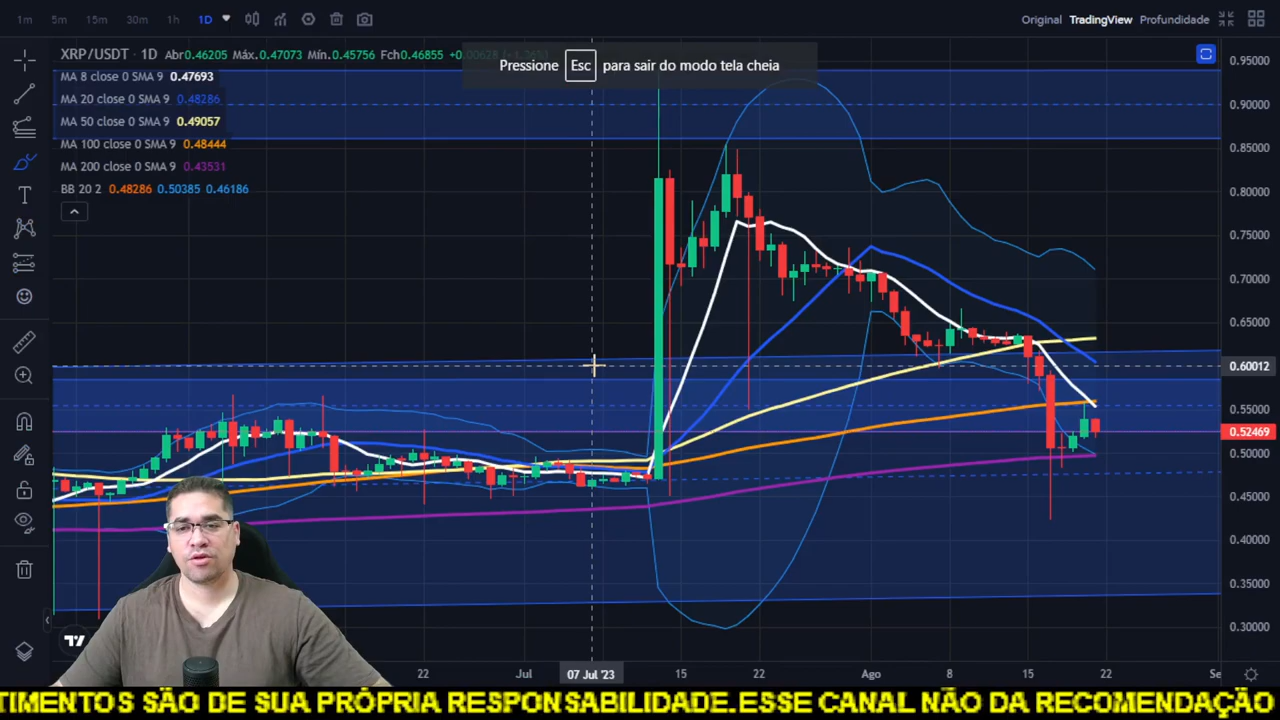 1m 5m 15m 30m 1h 1D Original TradingView Profundidade
XRP/USDT · 1D Abr0.46205 Máx.0.47073 Mín.0.45756 Fch0.46855
Pressione Esc para sair do modo tela cheia
MA 8 close 0 SMA 9 0.47693
MA 20 close 0 SMA 9 0.48286
MA 50 close 0 SMA 9 0.49057
MA 100 close 0 SMA 9 0.48444
MA 200 close 0 SMA 9 0.43531
BB 20 2 0.48286 0.50385 0.46186
0.95000
0.90000
0.85000
0.80000
0.75000
0.70000
0.65000
0.60012
0.55000
0.52469
0.50000
0.45000
0.40000
0.35000
0.30000
22 Jul 07 Jul '23 15 22 Ago 8 15 22 Se
TIMENTOS SÃO DE SUA PRÓPRIA RESPONSABILIDADE.ESSE CANAL NÃO DA RECOMENDAÇÃO